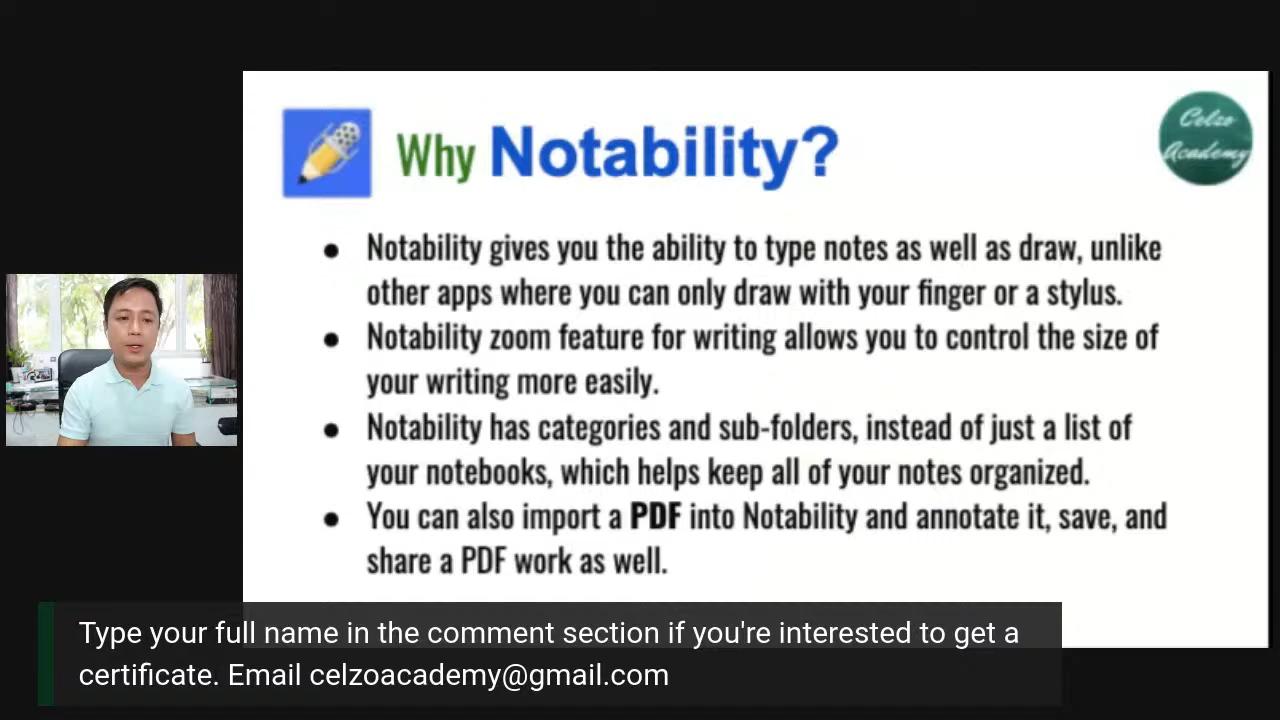 Why Notability?
Celzo
Academy
● Notability gives you the ability to type notes as well as draw, unlike
other apps where you can only draw with your finger or a stylus.
● Notability zoom feature for writing allows you to control the size of
your writing more easily.
● Notability has categories and sub-folders, instead of just a list of
your notebooks, which helps keep all of your notes organized.
● You can also import a PDF into Notability and annotate it, save, and
share a PDF work as well.
Type your full name in the comment section if you're interested to get a
certificate. Email celzoacademy@gmail.com